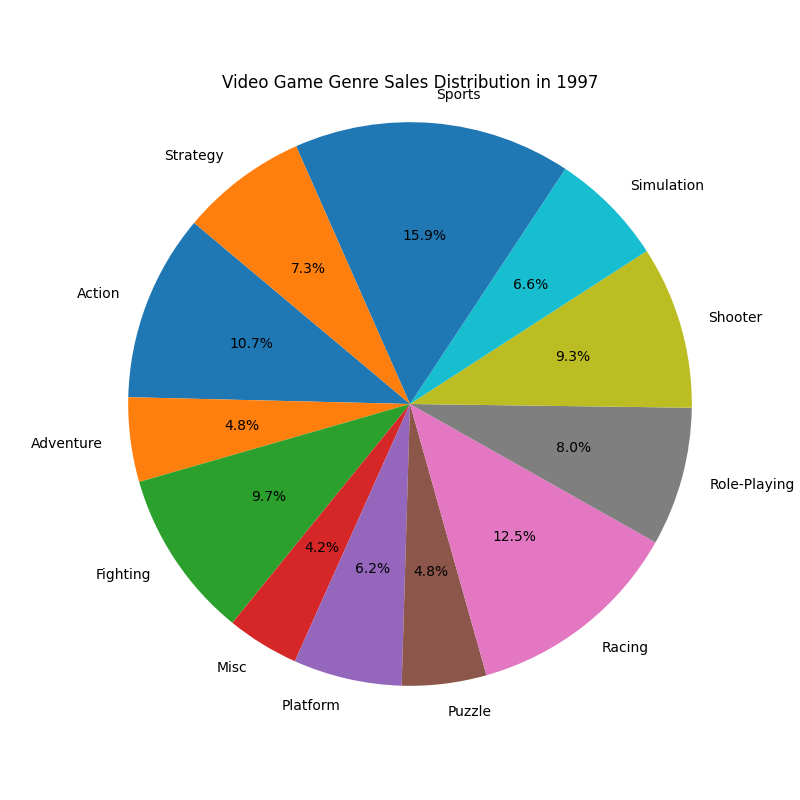 Video Game Genre Sales Distribution in 1997
Sports
Strategy
Simulation
15.9%
7.3%
6.6%
Action
Shooter
10.7%
9.3%
4.8%
Adventure
8.0%
Role-Playing
9.7%
12.5%
4.2%
6.2%
4.8%
Fighting
Racing
Misc
Platform
Puzzle